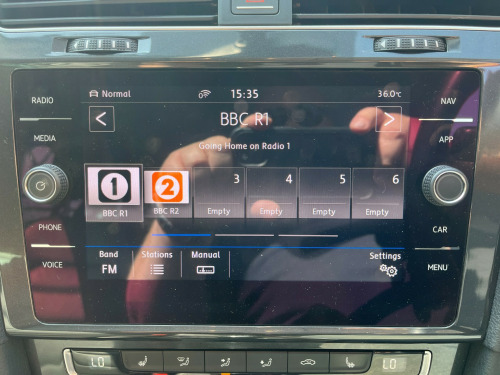 RADIO
MEDIA
PHONE
VOICE
Normal 15:35 36.0°C
< BBC R1 >
Going Home on Radio 1
1 2 3 4 5 6
BBC R1 BBC R2 Empty Empty Empty Empty
Band Stations Manual Settings
FM
NAV
APP
CAR
MENU
LO LO